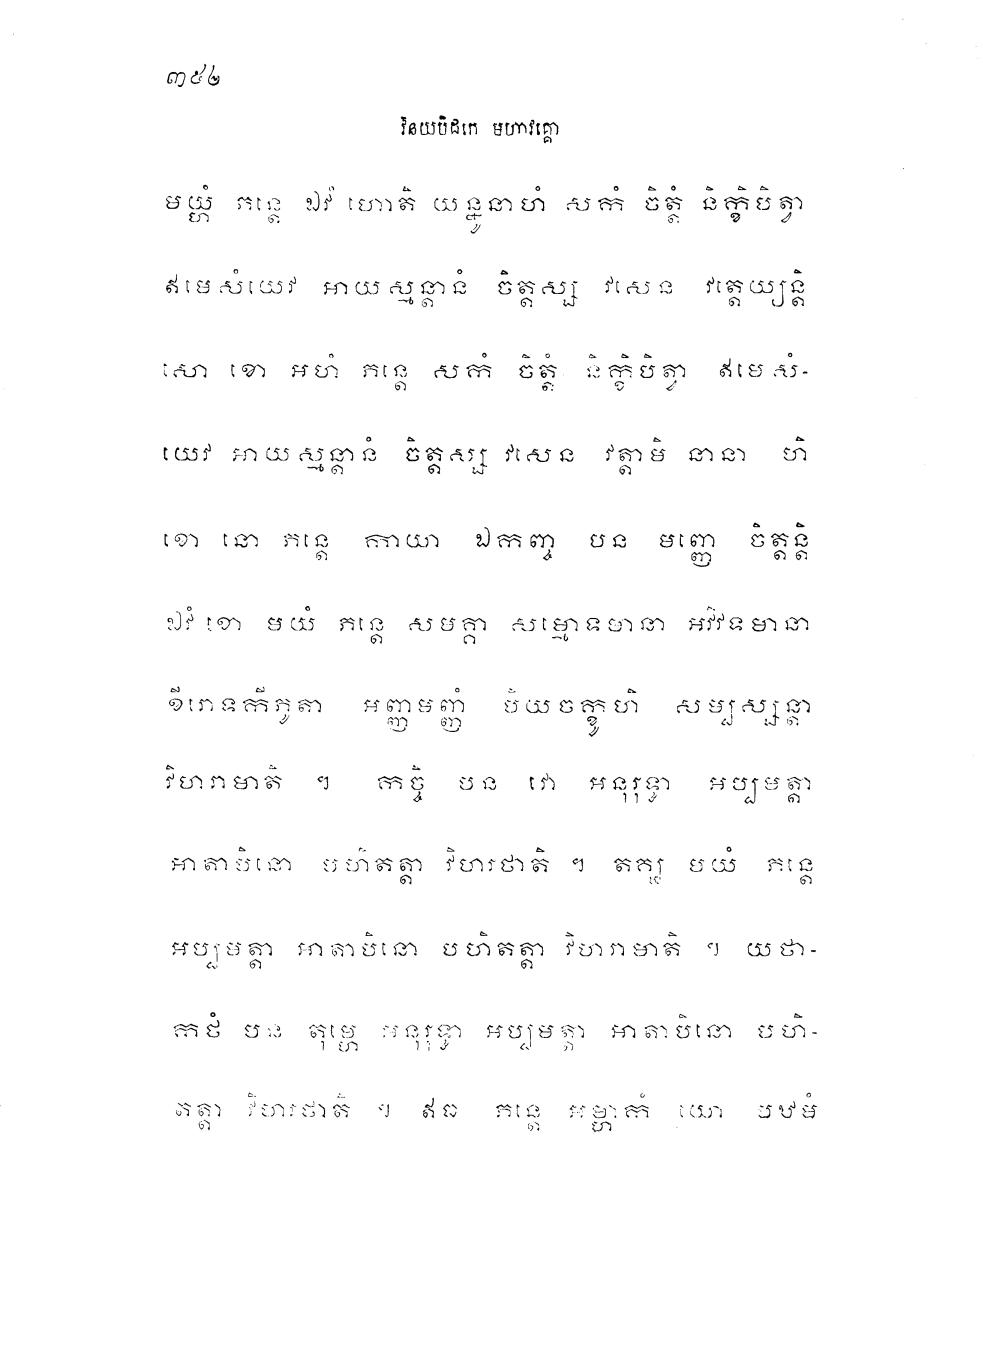 ៣៥២
វិនយបិដកេ មហាវគ្គោ
មយ្ហំ ភន្តេ ឯវំ ហោតិ យន្នូនាហំ សកំ ចិត្តំ និក្ខិបិត្វា
ឥមេសំយេវ អាយស្មន្តានំ ចិត្តស្ស វសេន វត្តេយ្យន្តិ
សោ ខោ អហំ ភន្តេ សកំ ចិត្តំ និក្ខិបិត្វា ឥមេសំ-
យេវ អាយស្មន្តានំ ចិត្តស្ស វសេន វត្តាមិ នានា ហិ
ខោ នោ ភន្តេ កាយា ឯកញ្ច បន មញ្ញេ ចិត្តន្តិ
ឯវំ ខោ មយំ ភន្តេ សមគ្គា សម្មោទមានា អវិវទមានា
ខីរោទកីភូតា អញ្ញមញ្ញំ បិយចក្ខូហិ សម្បស្សន្តា
វិហរាមាតិ ។ កច្ចិ បន វោ អនុរុទ្ធា អប្បមត្តា
អាតាបិនោ បហិតត្តា វិហរថាតិ ។ តគ្ឃ មយំ ភន្តេ
អប្បមត្តា អាតាបិនោ បហិតត្តា វិហរាមាតិ ។ យថា-
កថំ បន តុម្ហេ អនុរុទ្ធា អប្បមត្តា អាតាបិនោ បហិ-
តត្តា វិហរថាតិ ។ ឥធ ភន្តេ អម្ហាកំ យោ បឋមំ